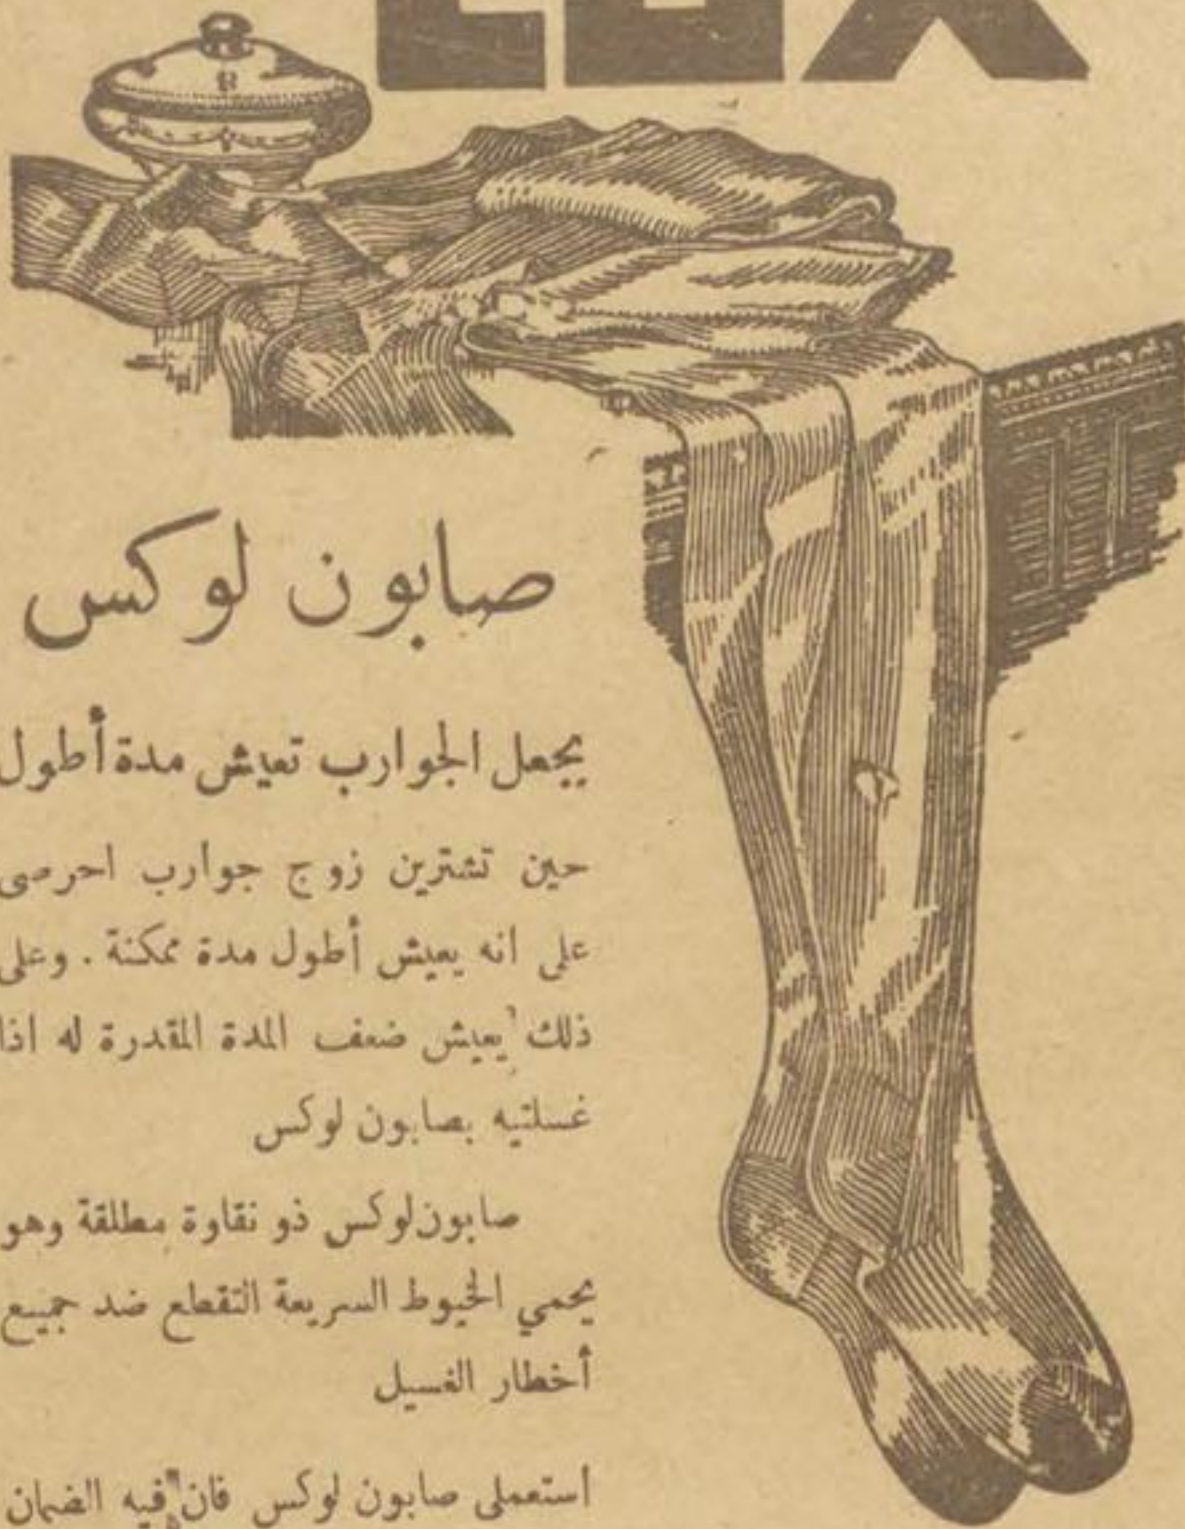 LUX
صابون لوكس
يجعل الجوارب تعيش مدة أطول
حين تشترين زوج جوارب احرصى
على انه يعيش أطول مدة ممكنة . وعلى
ذلك يعيش ضعف المدة المقدرة له اذا
غسلتيه بصابون لوكس
صابون لوكس ذو نقاوة مطلقة وهو
يحمي الخيوط السريعة التقطع ضد جميع
أخطار الغسيل
استعملى صابون لوكس فان فيه الضمان